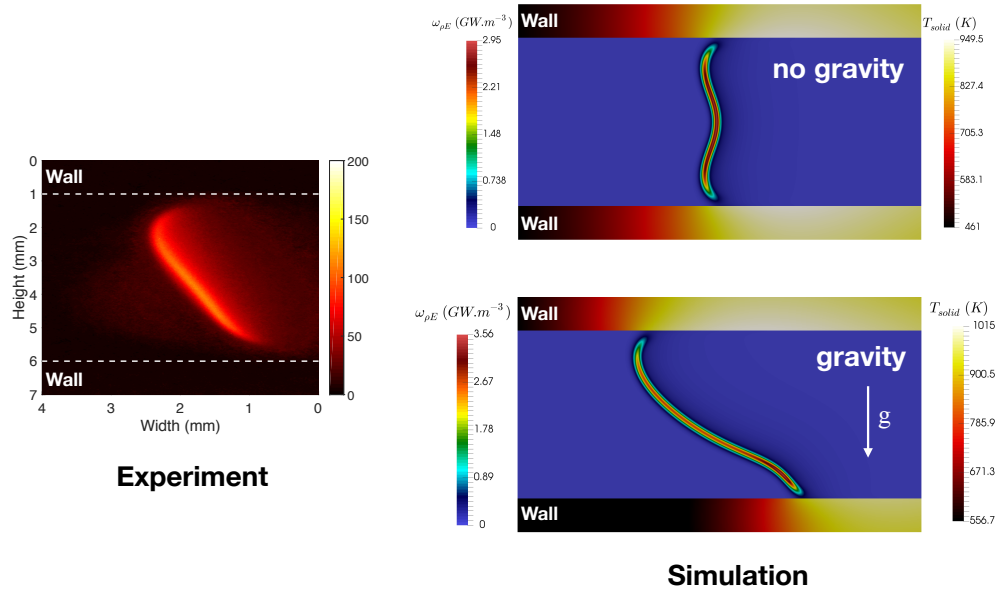 0
Wall
1
2
3
4
5
6
Wall
7
Height (mm)
4 3 2 1 0
Width (mm)
200
150
100
50
0
Experiment
ω_ρE (GW.m⁻³)
2.95
2.21
1.48
0.738
0
Wall
no gravity
Wall
T_solid (K)
949.5
827.4
705.3
583.1
461
ω_ρE (GW.m⁻³)
3.56
2.67
1.78
0.89
0
Wall
gravity
g
Wall
T_solid (K)
1015
900.5
785.9
671.3
556.7
Simulation